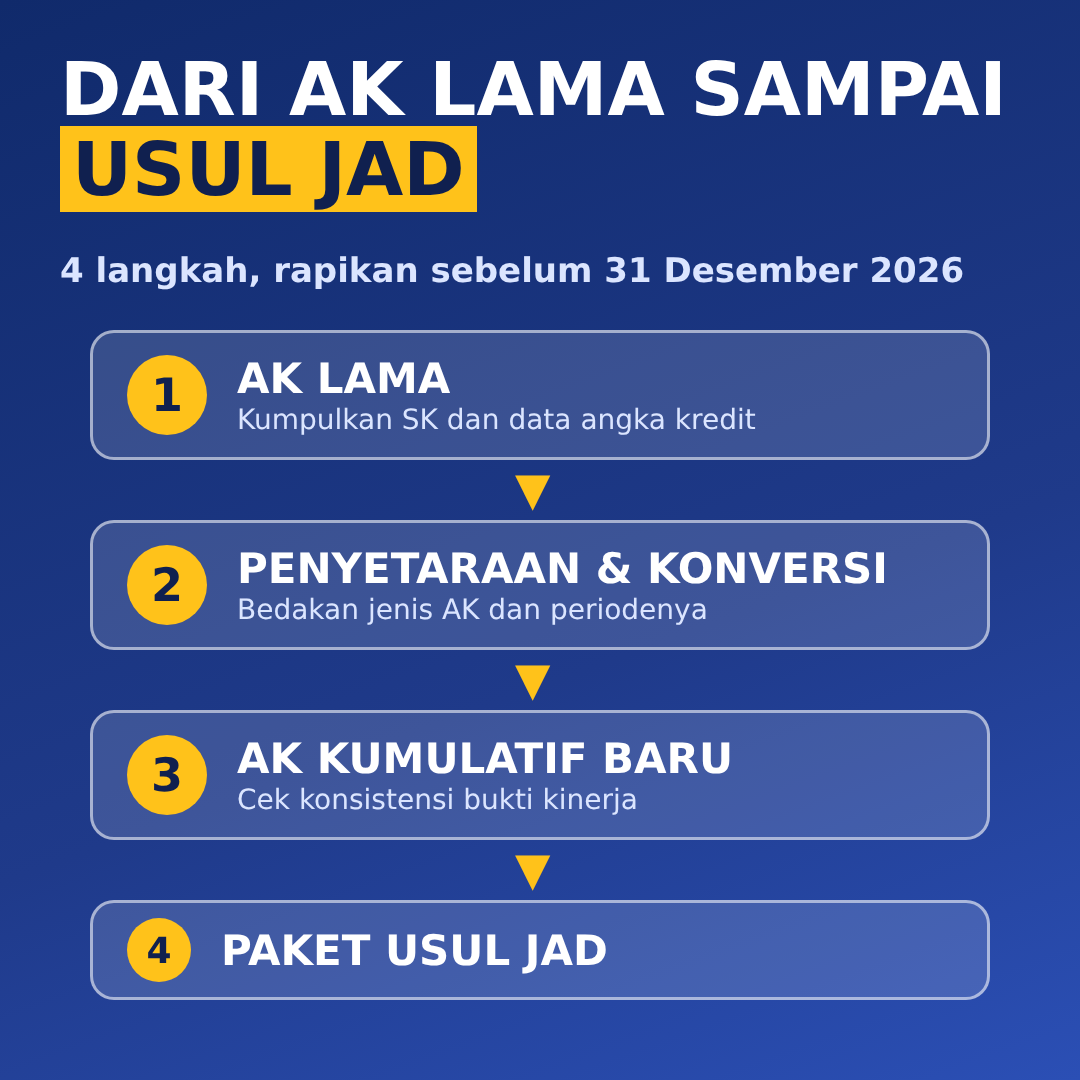 DARI AK LAMA SAMPAI
USUL JAD
4 langkah, rapikan sebelum 31 Desember 2026
1
AK LAMA
Kumpulkan SK dan data angka kredit
2
PENYETARAAN & KONVERSI
Bedakan jenis AK dan periodenya
3
AK KUMULATIF BARU
Cek konsistensi bukti kinerja
4
PAKET USUL JAD